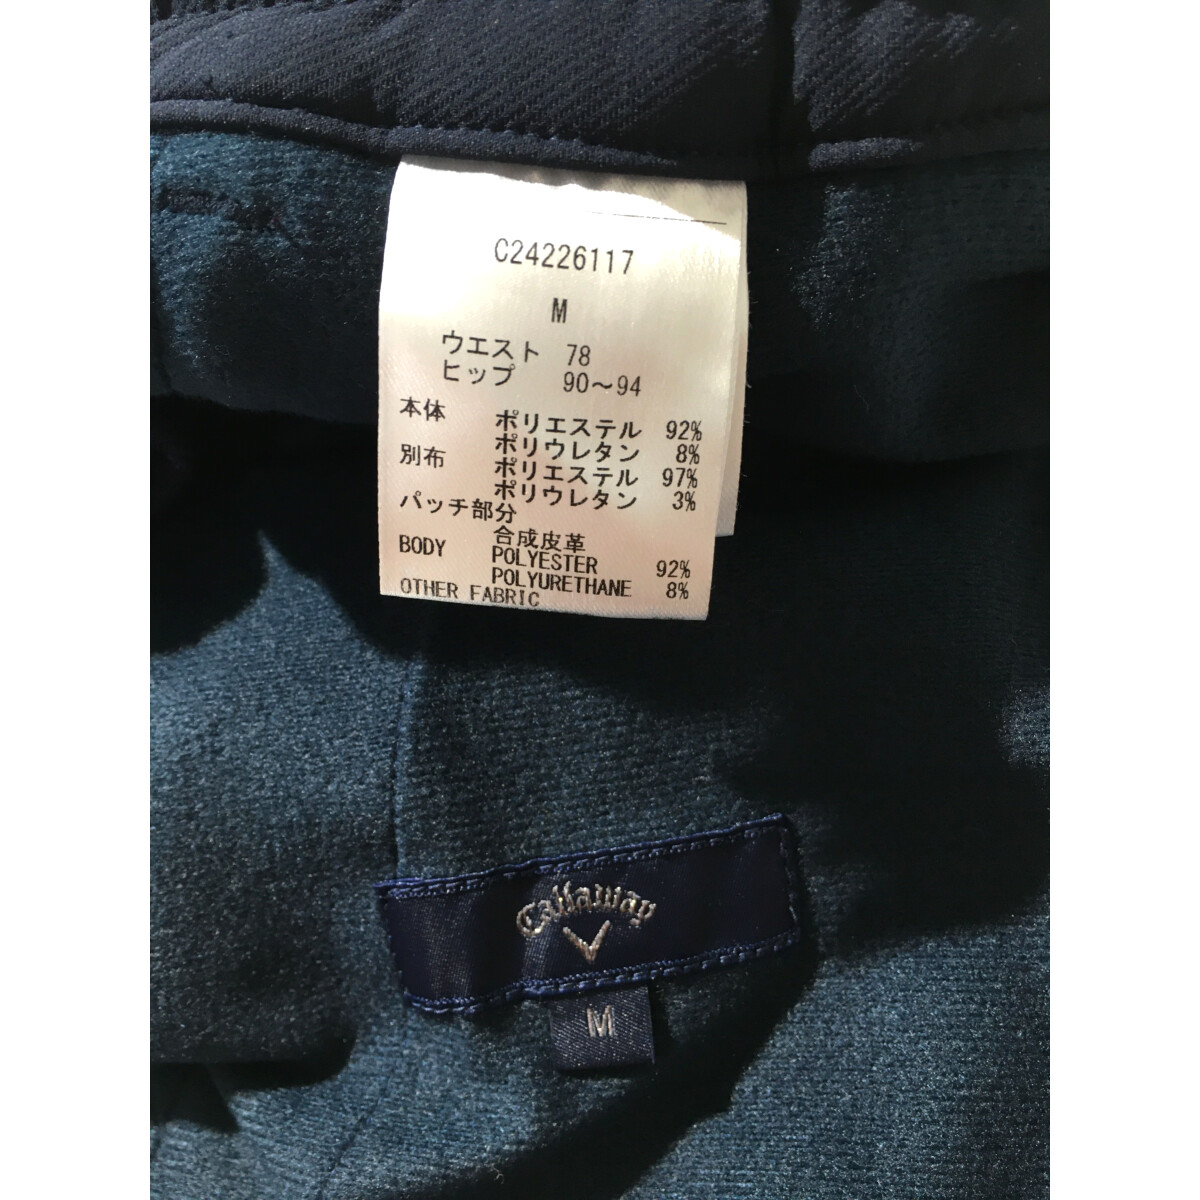 C24226117
M
ウエスト 78
ヒップ 90～94
本体 ポリエステル 92%
ポリウレタン 8%
別布 ポリエステル 97%
ポリウレタン 3%
パッチ部分
合成皮革
BODY POLYESTER 92%
POLYURETHANE 8%
OTHER FABRIC
Callaway
M